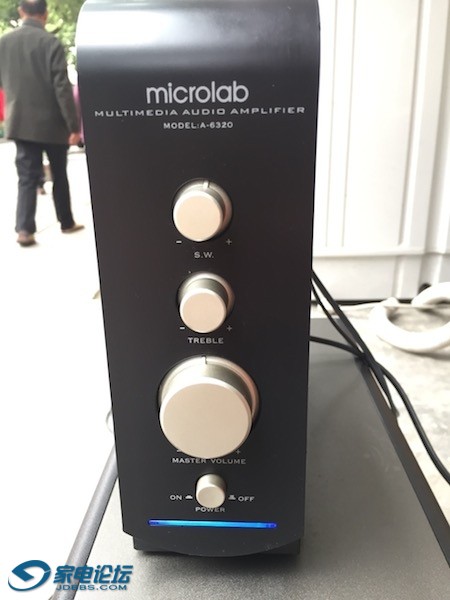 microlab
MULTIMEDIA AUDIO AMPLIFIER
MODEL:A-6320
- +
S.W.
- +
TREBLE
- +
MASTER VOLUME
ON OFF
POWER
家电论坛
JDBBS.COM